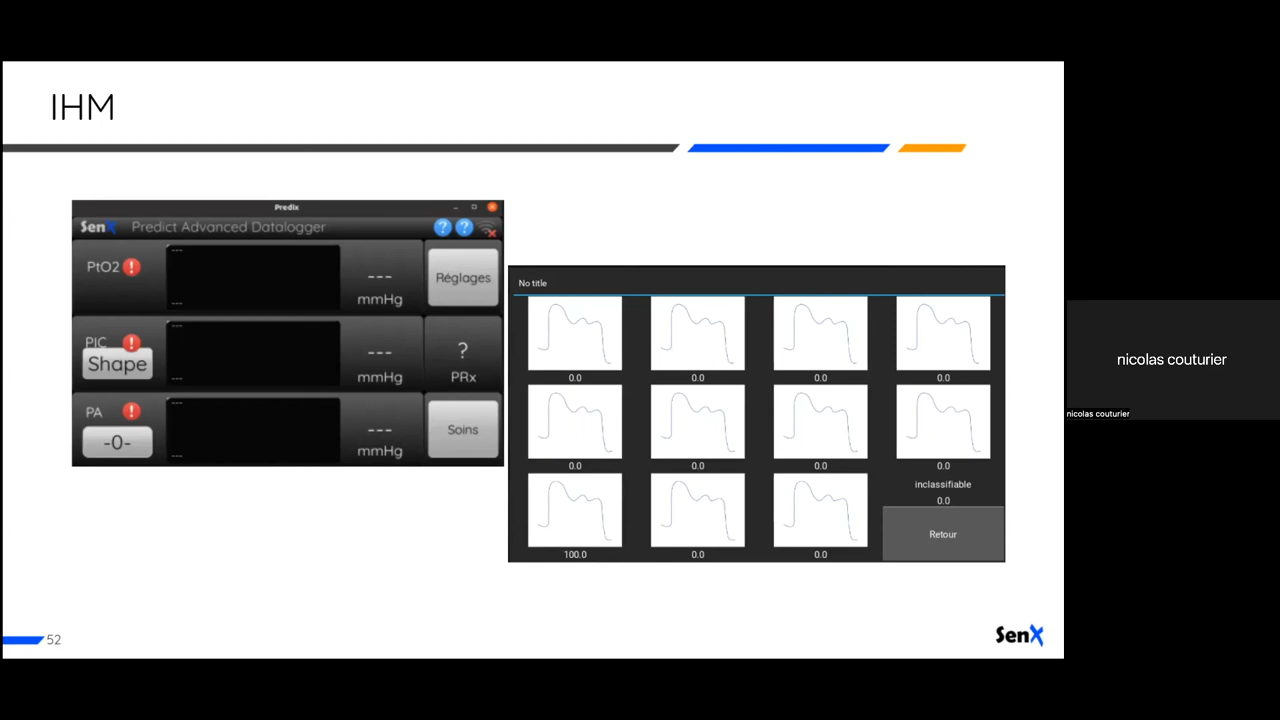 IHM
Predix
SenX Predict Advanced Datalogger
? ?
PtO2 !
---
---
---
mmHg
Réglages
PIC !
Shape
---
---
---
mmHg
?
PRx
PA !
-0-
---
---
---
mmHg
Soins
No title
0.0 0.0 0.0 0.0
0.0 0.0 0.0 0.0
inclassifiable
0.0
100.0 0.0 0.0
Retour
nicolas couturier
nicolas couturier
52
SenX